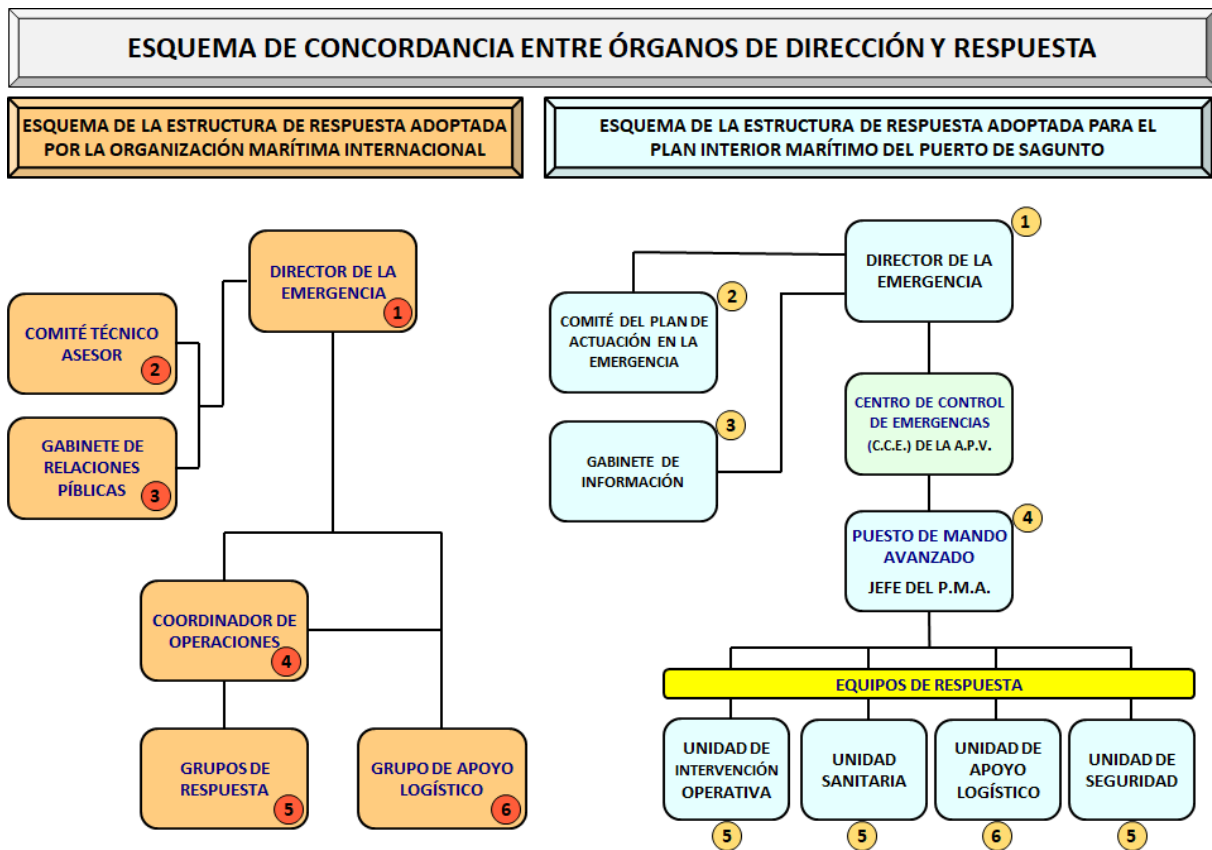 ESQUEMA DE CONCORDANCIA ENTRE ÓRGANOS DE DIRECCIÓN Y RESPUESTA
ESQUEMA DE LA ESTRUCTURA DE RESPUESTA ADOPTADA
POR LA ORGANIZACIÓN MARÍTIMA INTERNACIONAL
DIRECTOR DE LA
EMERGENCIA
1
COMITÉ TÉCNICO
ASESOR
2
GABINETE DE
RELACIONES
PÍBLICAS
3
COORDINADOR DE
OPERACIONES
4
GRUPOS DE
RESPUESTA
5
GRUPO DE APOYO
LOGÍSTICO
6
ESQUEMA DE LA ESTRUCTURA DE RESPUESTA ADOPTADA PARA EL
PLAN INTERIOR MARÍTIMO DEL PUERTO DE SAGUNTO
1
DIRECTOR DE LA
EMERGENCIA
2
COMITÉ DEL PLAN DE
ACTUACIÓN EN LA
EMERGENCIA
3
GABINETE DE
INFORMACIÓN
CENTRO DE CONTROL
DE EMERGENCIAS
(C.C.E.) DE LA A.P.V.
4
PUESTO DE MANDO
AVANZADO
JEFE DEL P.M.A.
EQUIPOS DE RESPUESTA
UNIDAD DE
INTERVENCIÓN
OPERATIVA
5
UNIDAD
SANITARIA
5
UNIDAD DE
APOYO
LOGÍSTICO
6
UNIDAD DE
SEGURIDAD
5